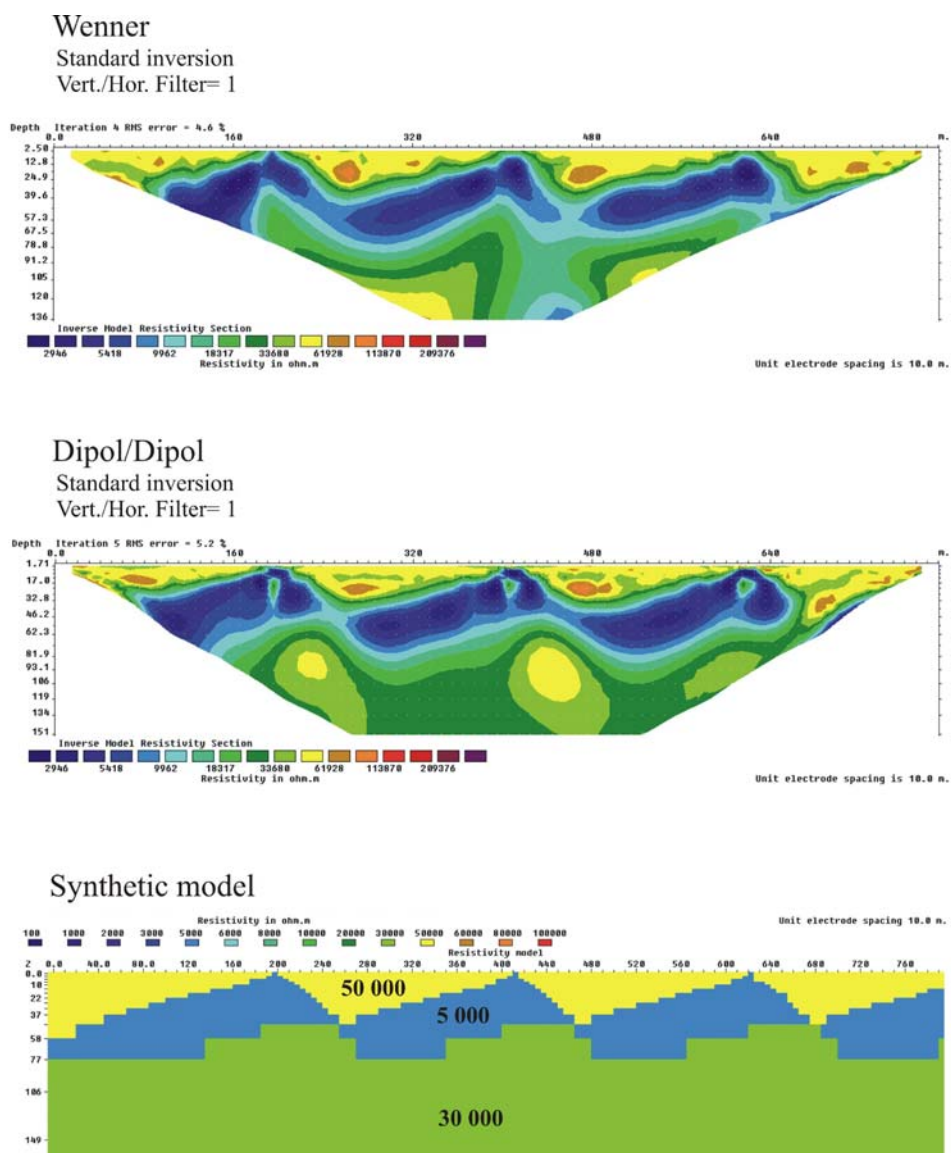 Wenner
Standard inversion
Vert./Hor. Filter= 1
Depth Iteration 4 RMS error = 4.6 %
0.0 160 320 480 640 m.
2.50
12.8
24.9
39.6
57.3
67.5
78.8
91.2
105
120
136
Inverse Model Resistivity Section
2946 5418 9962 18317 33680 61928 113870 209376
Resistivity in ohm.m
Unit electrode spacing is 10.0 m.
Dipol/Dipol
Standard inversion
Vert./Hor. Filter= 1
Depth Iteration 5 RMS error = 5.2 %
0.0 160 320 480 640 m.
1.71
17.0
32.8
46.2
62.3
81.9
93.1
106
119
134
151
Inverse Model Resistivity Section
2946 5418 9962 18317 33680 61928 113870 209376
Resistivity in ohm.m
Unit electrode spacing is 10.0 m.
Synthetic model
Resistivity in ohm.m
Unit electrode spacing 10.0 m.
100 1000 2000 3000 5000 6000 8000 10000 20000 30000 50000 60000 80000 100000
Resistivity model
Z 0.0 40.0 80.0 120 160 200 240 280 320 360 400 440 480 520 560 600 640 680 720 760
0.0
10
22
37
58
77
106
149
50 000
5 000
30 000